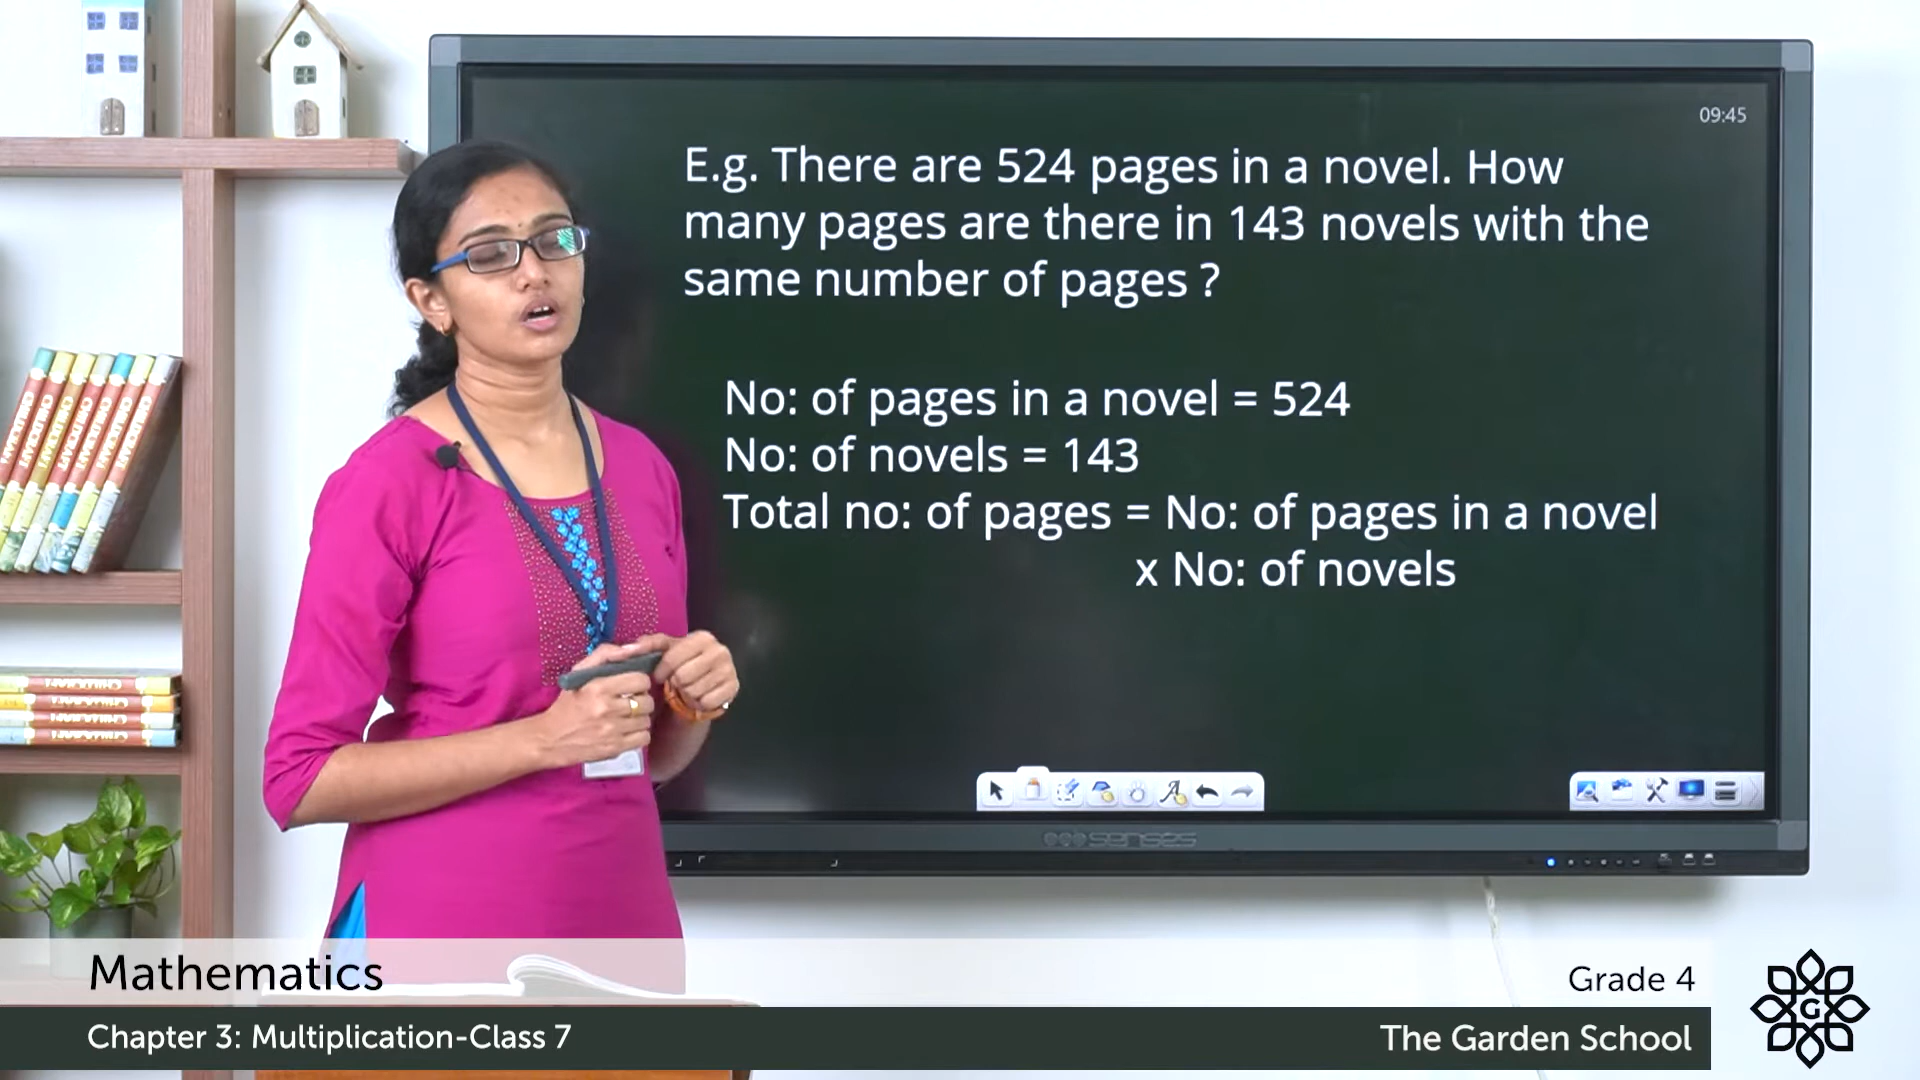 09:45
E.g. There are 524 pages in a novel. How
many pages are there in 143 novels with the
same number of pages ?
No: of pages in a novel = 524
No: of novels = 143
Total no: of pages = No: of pages in a novel
x No: of novels
senses
Mathematics
Grade 4
Chapter 3: Multiplication-Class 7
The Garden School
G